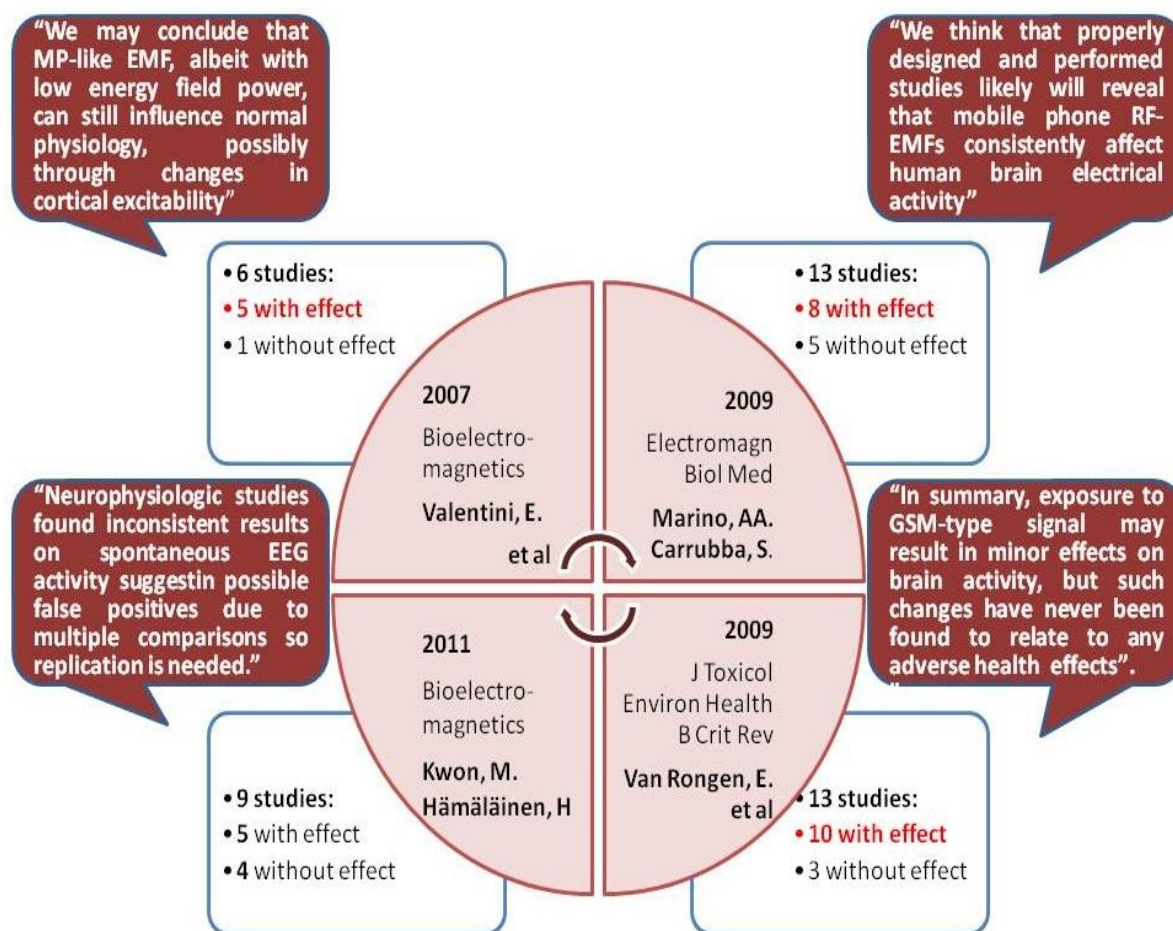 “We may conclude that
MP-like EMF, albeit with
low energy field power,
can still influence normal
physiology, possibly
through changes in
cortical excitability”
“We think that properly
designed and performed
studies likely will reveal
that mobile phone RF-
EMFs consistently affect
human brain electrical
activity”
• 6 studies:
• 5 with effect
• 1 without effect
• 13 studies:
• 8 with effect
• 5 without effect
2007
Bioelectro-
magnetics
Valentini, E.
et al
2009
Electromagn
Biol Med
Marino, AA.
Carrubba, S.
“Neurophysiologic studies
found inconsistent results
on spontaneous EEG
activity suggestin possible
false positives due to
multiple comparisons so
replication is needed.”
“In summary, exposure to
GSM-type signal may
result in minor effects on
brain activity, but such
changes have never been
found to relate to any
adverse health effects”.
”
2011
Bioelectro-
magnetics
Kwon, M.
Hämäläinen, H
2009
J Toxicol
Environ Health
B Crit Rev
Van Rongen, E.
et al
• 9 studies:
• 5 with effect
• 4 without effect
• 13 studies:
• 10 with effect
• 3 without effect